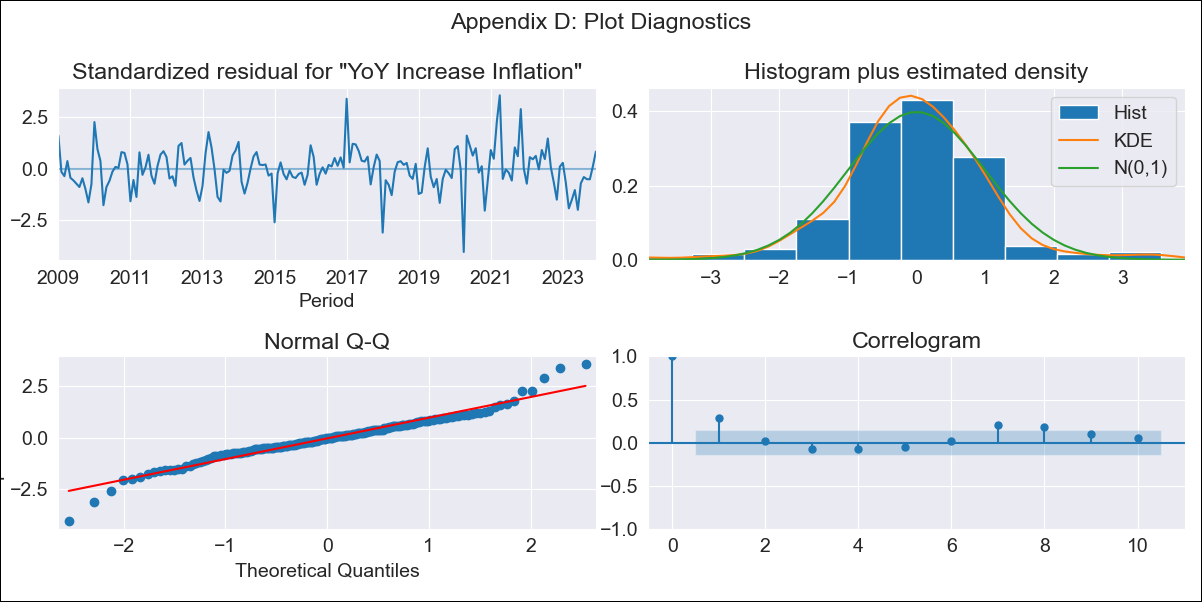 Appendix D: Plot Diagnostics
Standardized residual for "YoY Increase Inflation"
2.5
0.0
−2.5
2009 2011 2013 2015 2017 2019 2021 2023
Period
Histogram plus estimated density
0.4
0.2
0.0
Hist
KDE
N(0,1)
−3 −2 −1 0 1 2 3
Normal Q-Q
2.5
0.0
−2.5
−2 −1 0 1 2
Theoretical Quantiles
Correlogram
1.0
0.5
0.0
−0.5
−1.0
0 2 4 6 8 10